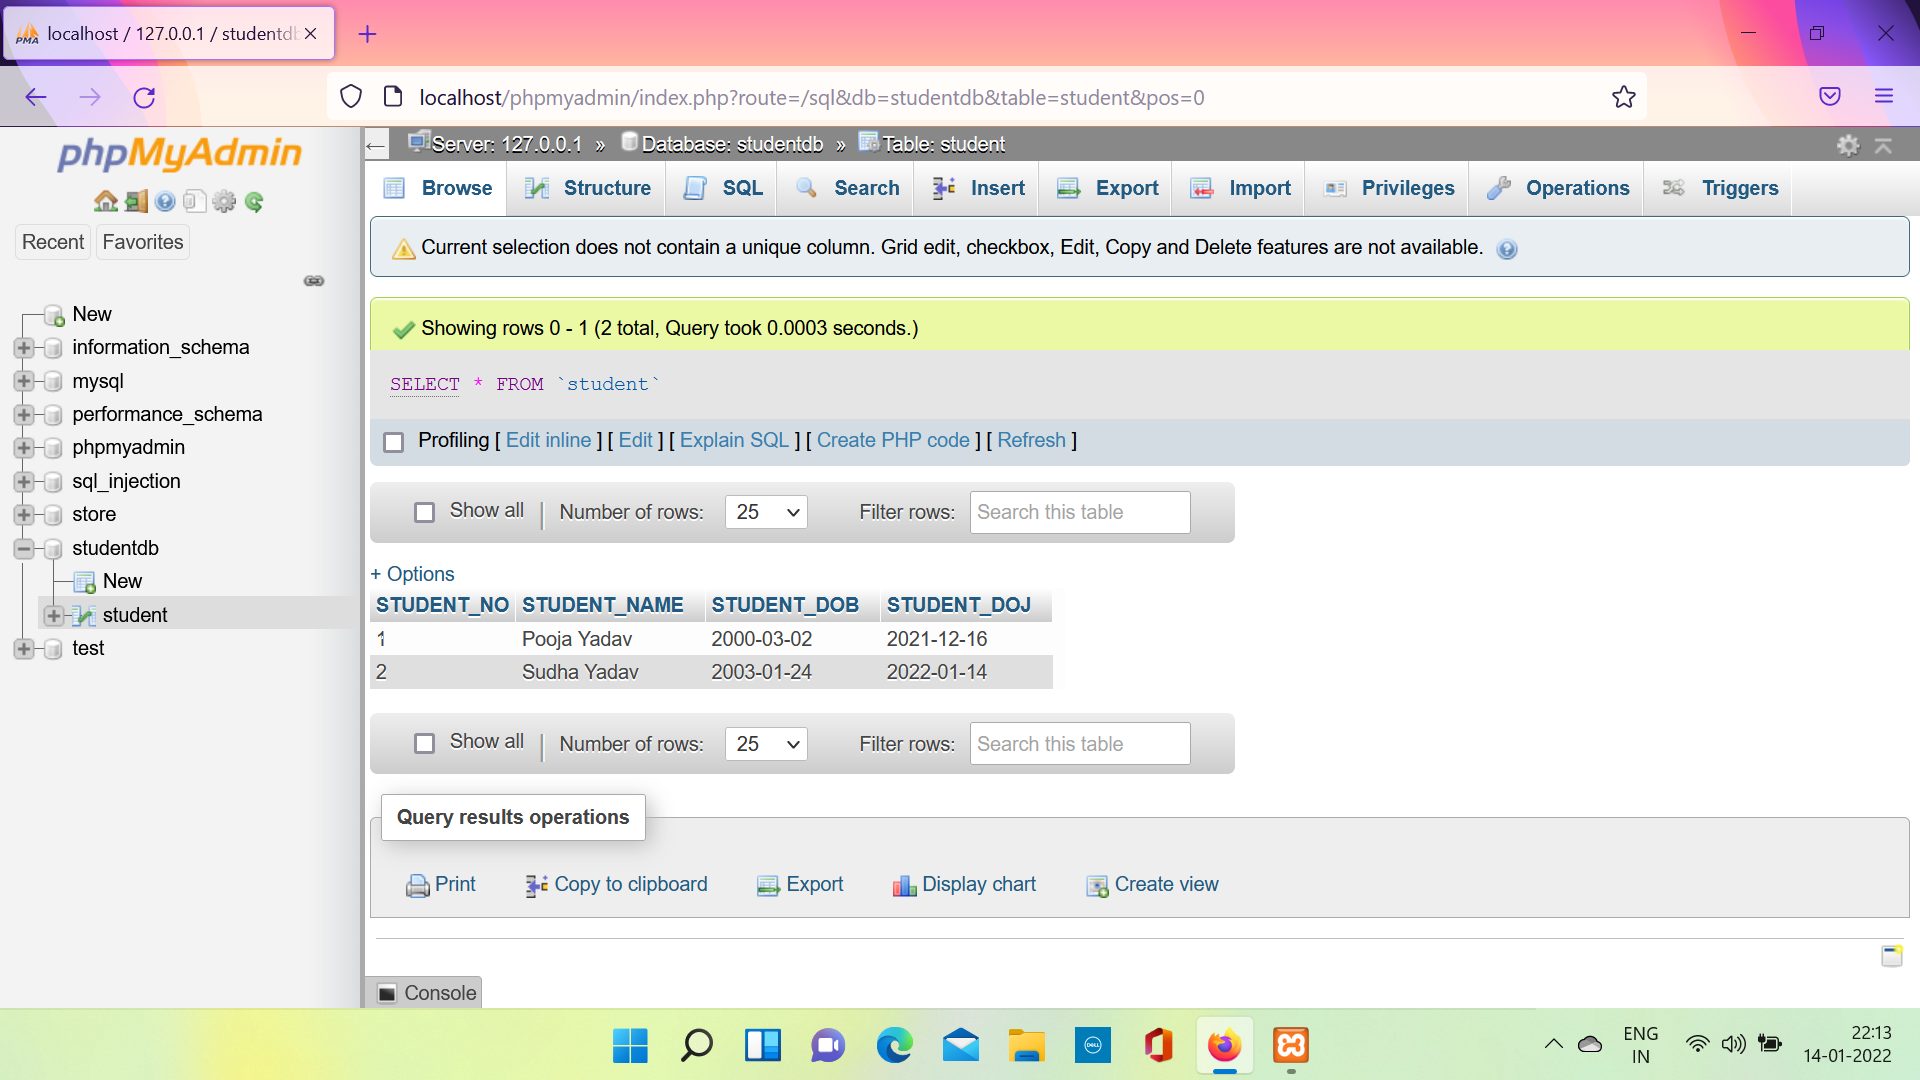 localhost / 127.0.0.1 / studentdb
localhost/phpmyadmin/index.php?route=/sql&db=studentdb&table=student&pos=0
phpMyAdmin
Recent Favorites
New
information_schema
mysql
performance_schema
phpmyadmin
sql_injection
store
studentdb
New
student
test
Server: 127.0.0.1 » Database: studentdb » Table: student
Browse Structure SQL Search Insert Export Import Privileges Operations Triggers
Current selection does not contain a unique column. Grid edit, checkbox, Edit, Copy and Delete features are not available.
Showing rows 0 - 1 (2 total, Query took 0.0003 seconds.)
SELECT * FROM `student`
Profiling [ Edit inline ] [ Edit ] [ Explain SQL ] [ Create PHP code ] [ Refresh ]
Show all | Number of rows: 25 Filter rows: Search this table
+ Options
STUDENT_NO STUDENT_NAME STUDENT_DOB STUDENT_DOJ
1 Pooja Yadav 2000-03-02 2021-12-16
2 Sudha Yadav 2003-01-24 2022-01-14
Show all | Number of rows: 25 Filter rows: Search this table
Query results operations
Print Copy to clipboard Export Display chart Create view
Console
ENG
IN
22:13
14-01-2022